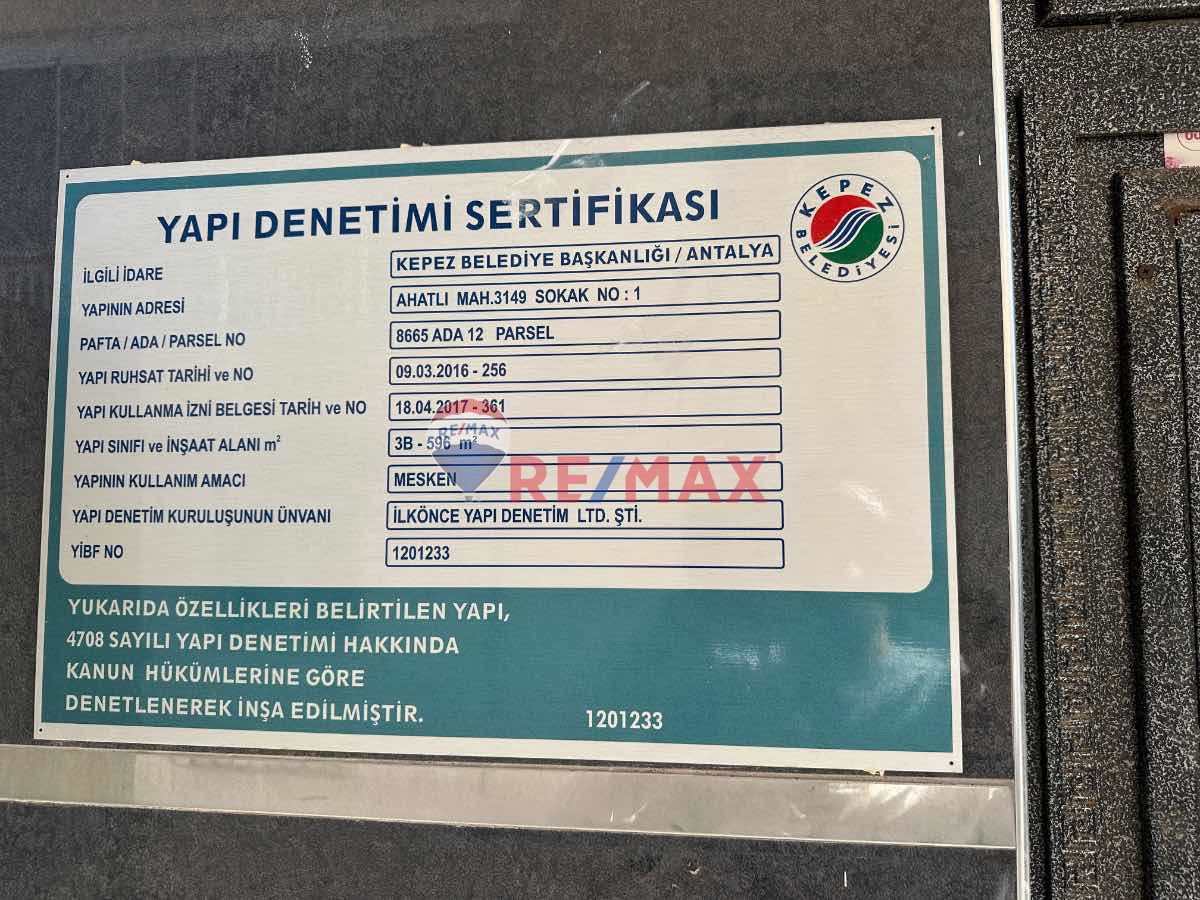 YAPI DENETİMİ SERTİFİKASI
KEPEZ BELEDİYESİ
İLGİLİ İDARE KEPEZ BELEDİYE BAŞKANLIĞI / ANTALYA
YAPININ ADRESİ AHATLI MAH.3149 SOKAK NO : 1
PAFTA / ADA / PARSEL NO 8665 ADA 12 PARSEL
YAPI RUHSAT TARİHİ ve NO 09.03.2016 - 256
YAPI KULLANMA İZNİ BELGESİ TARİH ve NO 18.04.2017 - 361
YAPI SINIFI ve İNŞAAT ALANI m² 3B - 596 m²
YAPININ KULLANIM AMACI MESKEN
YAPI DENETİM KURULUŞUNUN ÜNVANI İLKÖNCE YAPI DENETİM LTD. ŞTİ.
YİBF NO 1201233
RE/MAX
RE/MAX
YUKARIDA ÖZELLİKLERİ BELİRTİLEN YAPI,
4708 SAYILI YAPI DENETİMİ HAKKINDA
KANUN HÜKÜMLERİNE GÖRE
DENETLENEREK İNŞA EDİLMİŞTİR. 1201233